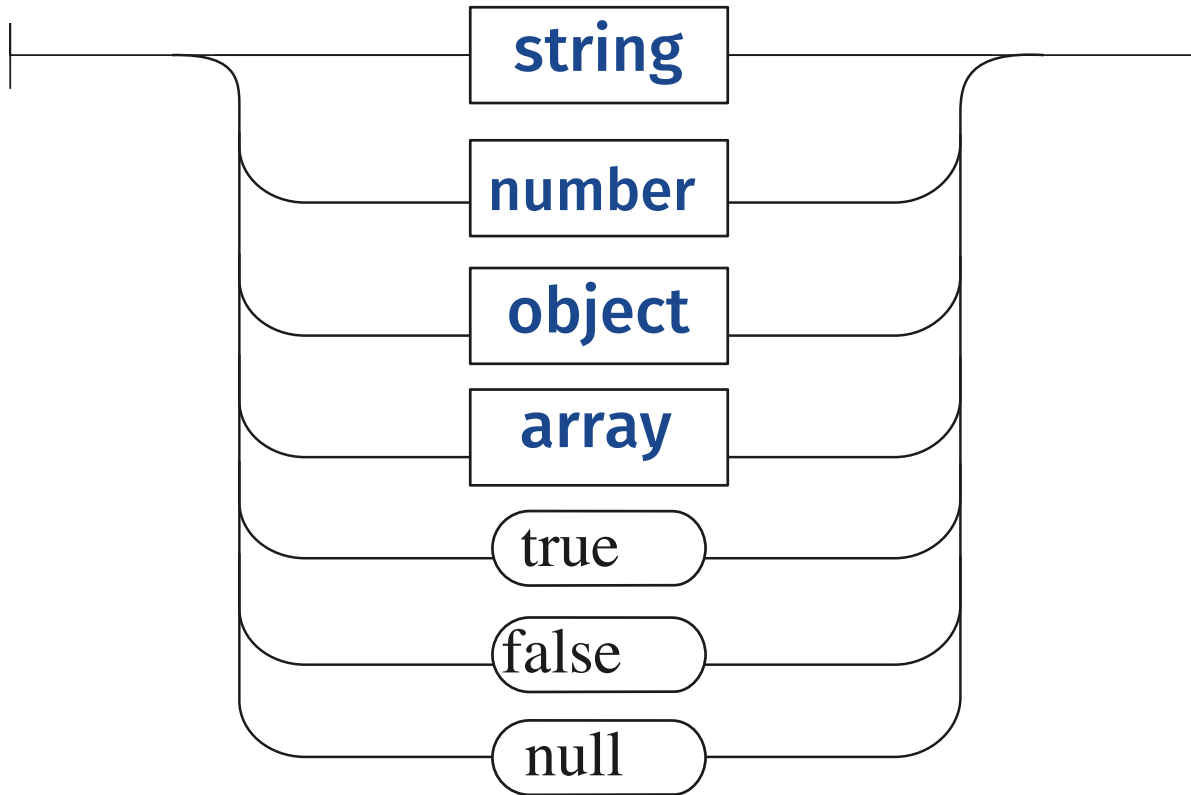 string
number
object
array
true
false
null